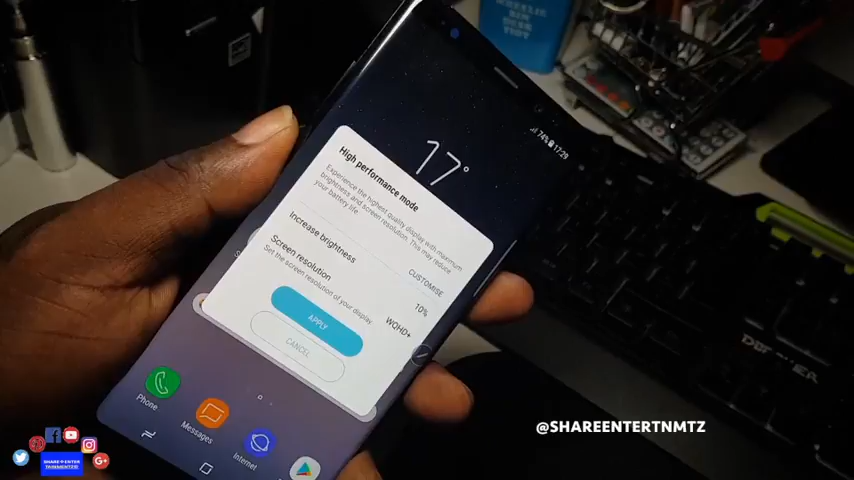 74% 17:29
17°
High performance mode
Experience the highest quality display with maximum
brightness and screen resolution. This may reduce
your battery life.
CUSTOMISE
Increase brightness
10%
Screen resolution
Set the screen resolution of your display.
WQHD+
APPLY
CANCEL
Phone
Messages
Internet
@SHAREENTERTNMTZ
SHARE-ENTER
TAINMENTZ